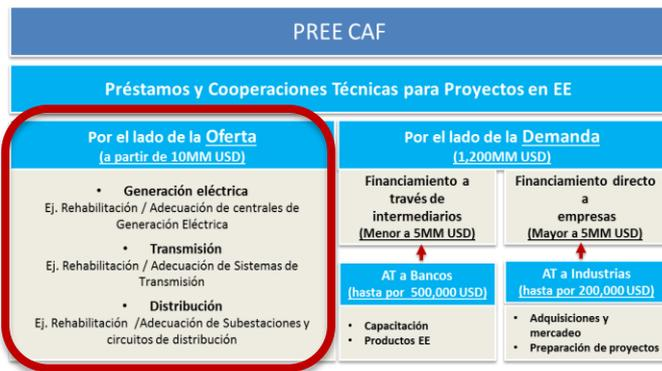 PREE CAF
Préstamos y Cooperaciones Técnicas para Proyectos en EE
Por el lado de la Oferta
(a partir de 10MM USD)
• Generación eléctrica
Ej. Rehabilitación / Adecuación de centrales de
Generación Eléctrica
• Transmisión
Ej. Rehabilitación / Adecuación de Sistemas de
Transmisión
• Distribución
Ej. Rehabilitación /Adecuación de Subestaciones y
circuitos de distribución
Por el lado de la Demanda
(1,200MM USD)
Financiamiento a
través de
intermediarios
(Menor a 5MM USD)
AT a Bancos
(hasta por 500,000 USD)
• Capacitación
• Productos EE
Financiamiento directo
a
empresas
(Mayor a 5MM USD)
AT a Industrias
(hasta por 200,000 USD)
• Adquisiciones y
mercadeo
• Preparación de proyectos